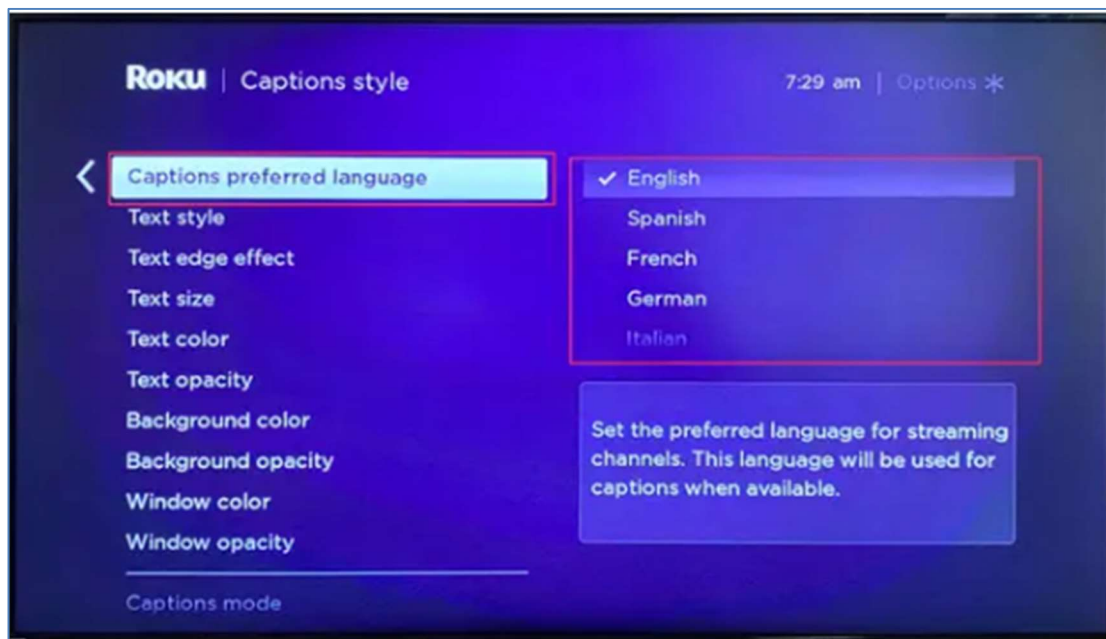 Roku | Captions style
7:29 am | Options *
Captions preferred language
Text style
Text edge effect
Text size
Text color
Text opacity
Background color
Background opacity
Window color
Window opacity
Captions mode
English
Spanish
French
German
Italian
Set the preferred language for streaming
channels. This language will be used for
captions when available.